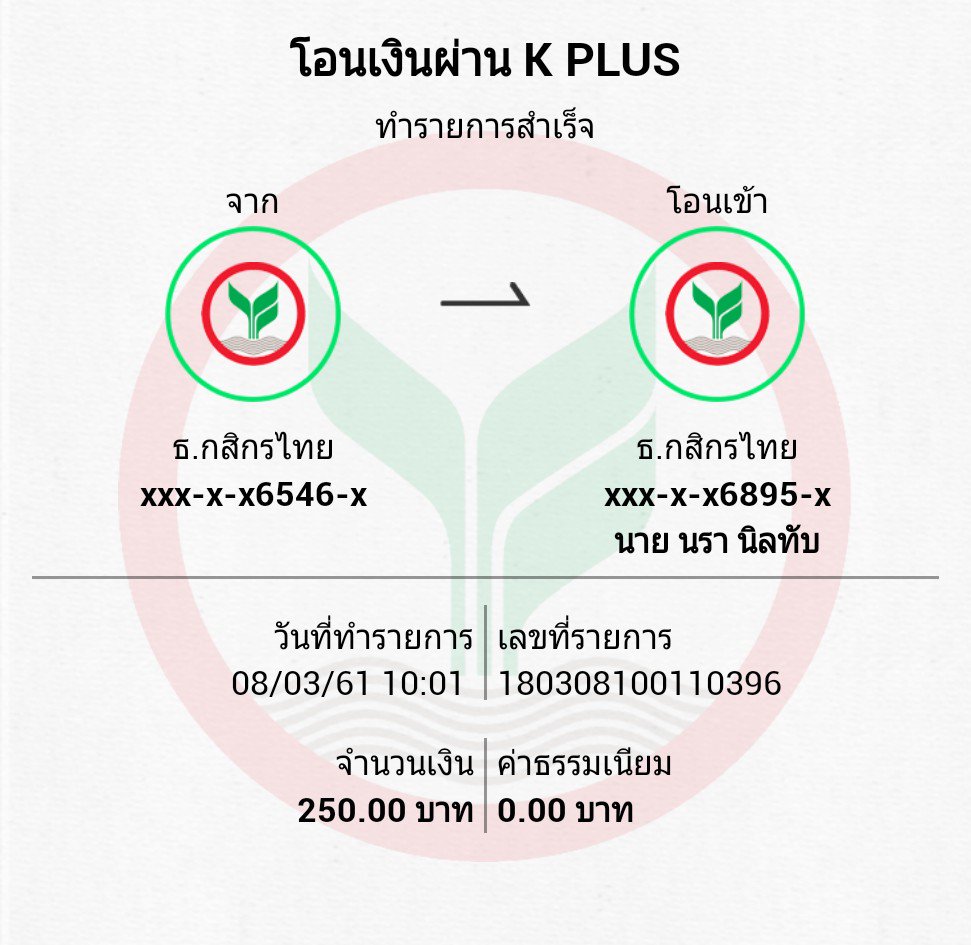 โอนเงินผ่าน K PLUS
ทำรายการสำเร็จ
จาก
โอนเข้า
ธ.กสิกรไทย
xxx-x-x6546-x
ธ.กสิกรไทย
xxx-x-x6895-x
นาย นรา นิลทับ
วันที่ทำรายการ
08/03/61 10:01
เลขที่รายการ
180308100110396
จำนวนเงิน
250.00 บาท
ค่าธรรมเนียม
0.00 บาท